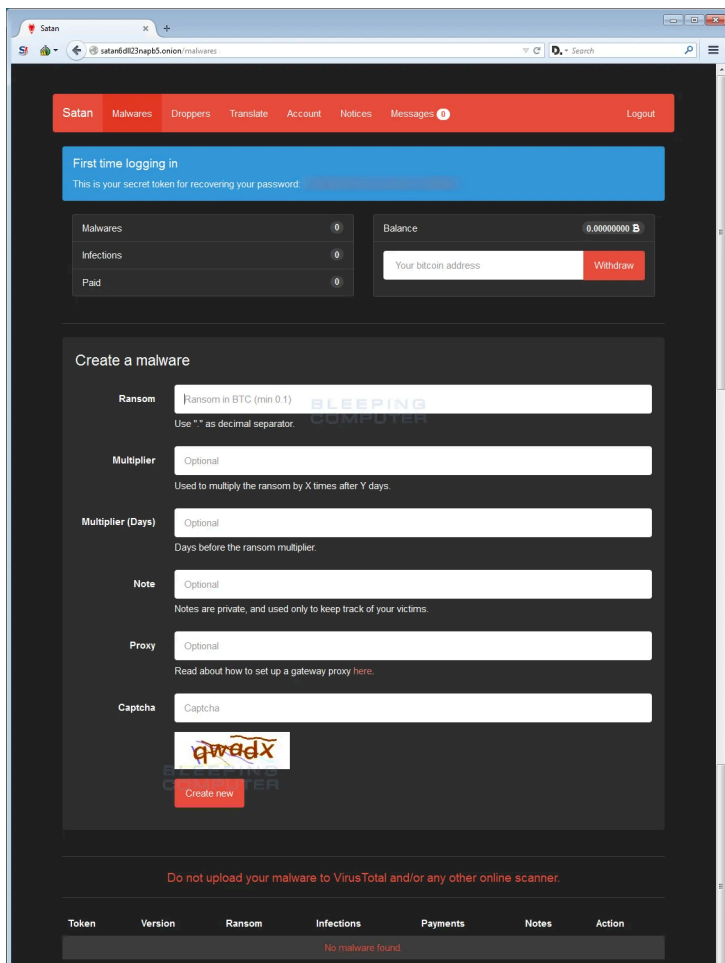 Satan
satan6dll23napb5.onion/malwares
Search
Satan Malwares Droppers Translate Account Notices Messages 0 Logout
First time logging in
This is your secret token for recovering your password:
Malwares 0
Infections 0
Paid 0
Balance 0.00000000 B
Your bitcoin address Withdraw
Create a malware
Ransom Ransom in BTC (min 0.1)
BLEEPING
COMPUTER
Use "." as decimal separator.
Multiplier Optional
Used to multiply the ransom by X times after Y days.
Multiplier (Days) Optional
Days before the ransom multiplier.
Note Optional
Notes are private, and used only to keep track of your victims.
Proxy Optional
Read about how to set up a gateway proxy here.
Captcha Captcha
qwadx
BLEEPING
COMPUTER
Create new
Do not upload your malware to VirusTotal and/or any other online scanner.
Token Version Ransom Infections Payments Notes Action
No malware found.